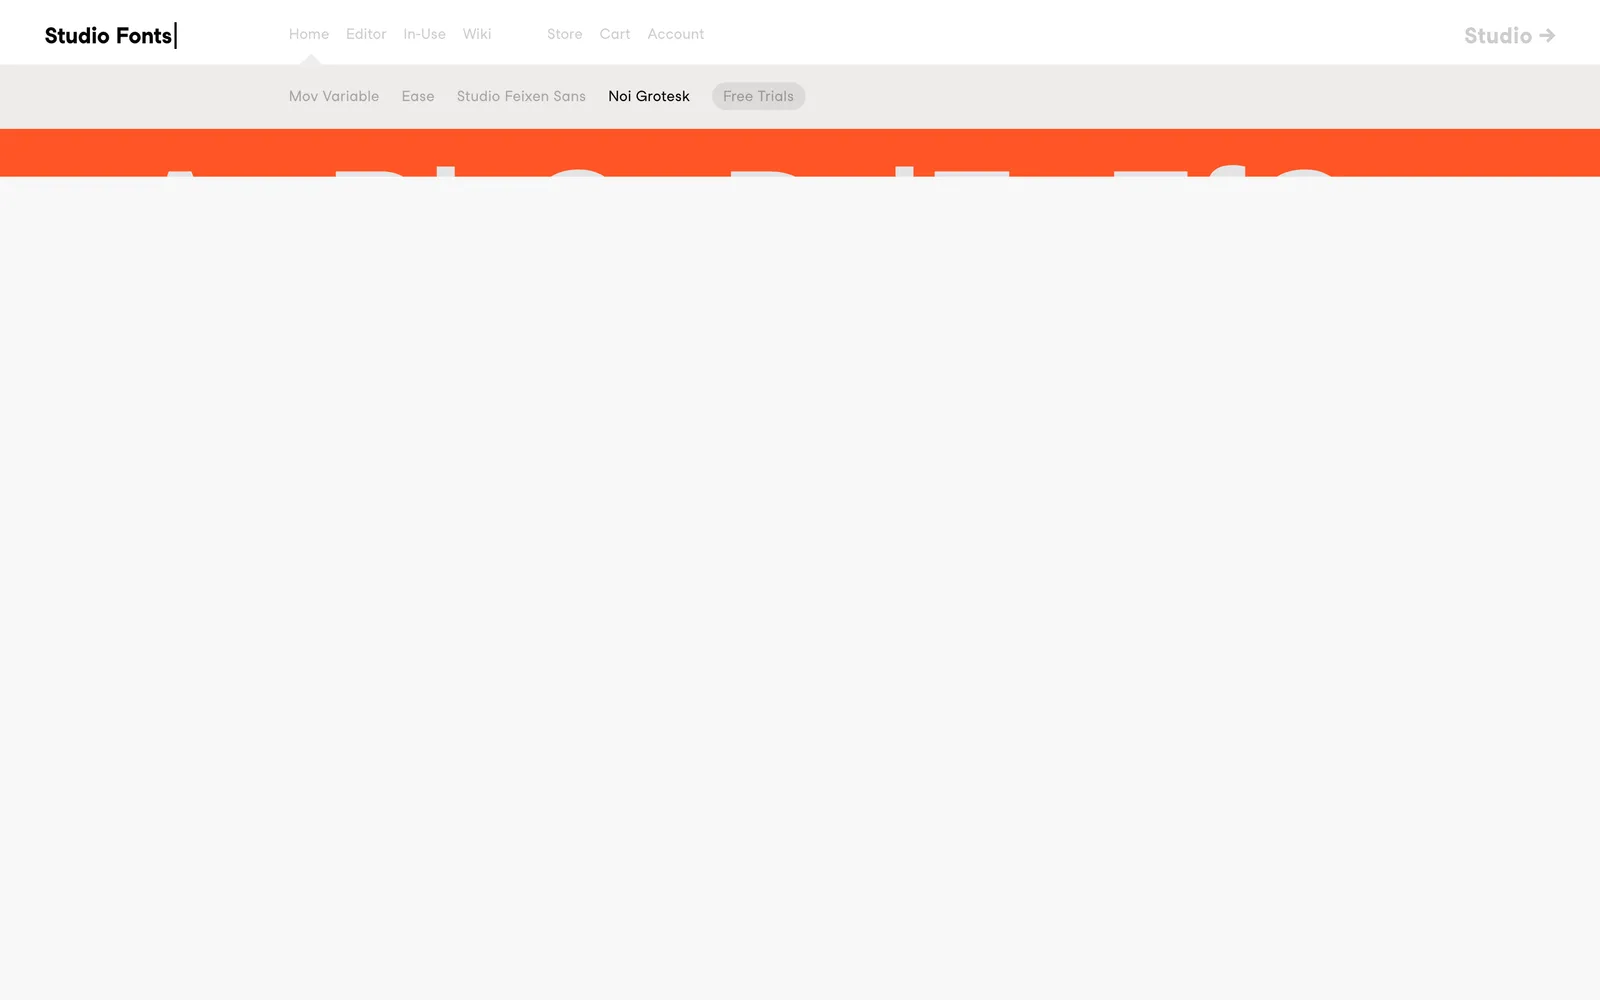 Studio Fonts
Home Editor In-Use Wiki Store Cart Account
Studio →
Mov Variable Ease Studio Feixen Sans Noi Grotesk Free Trials